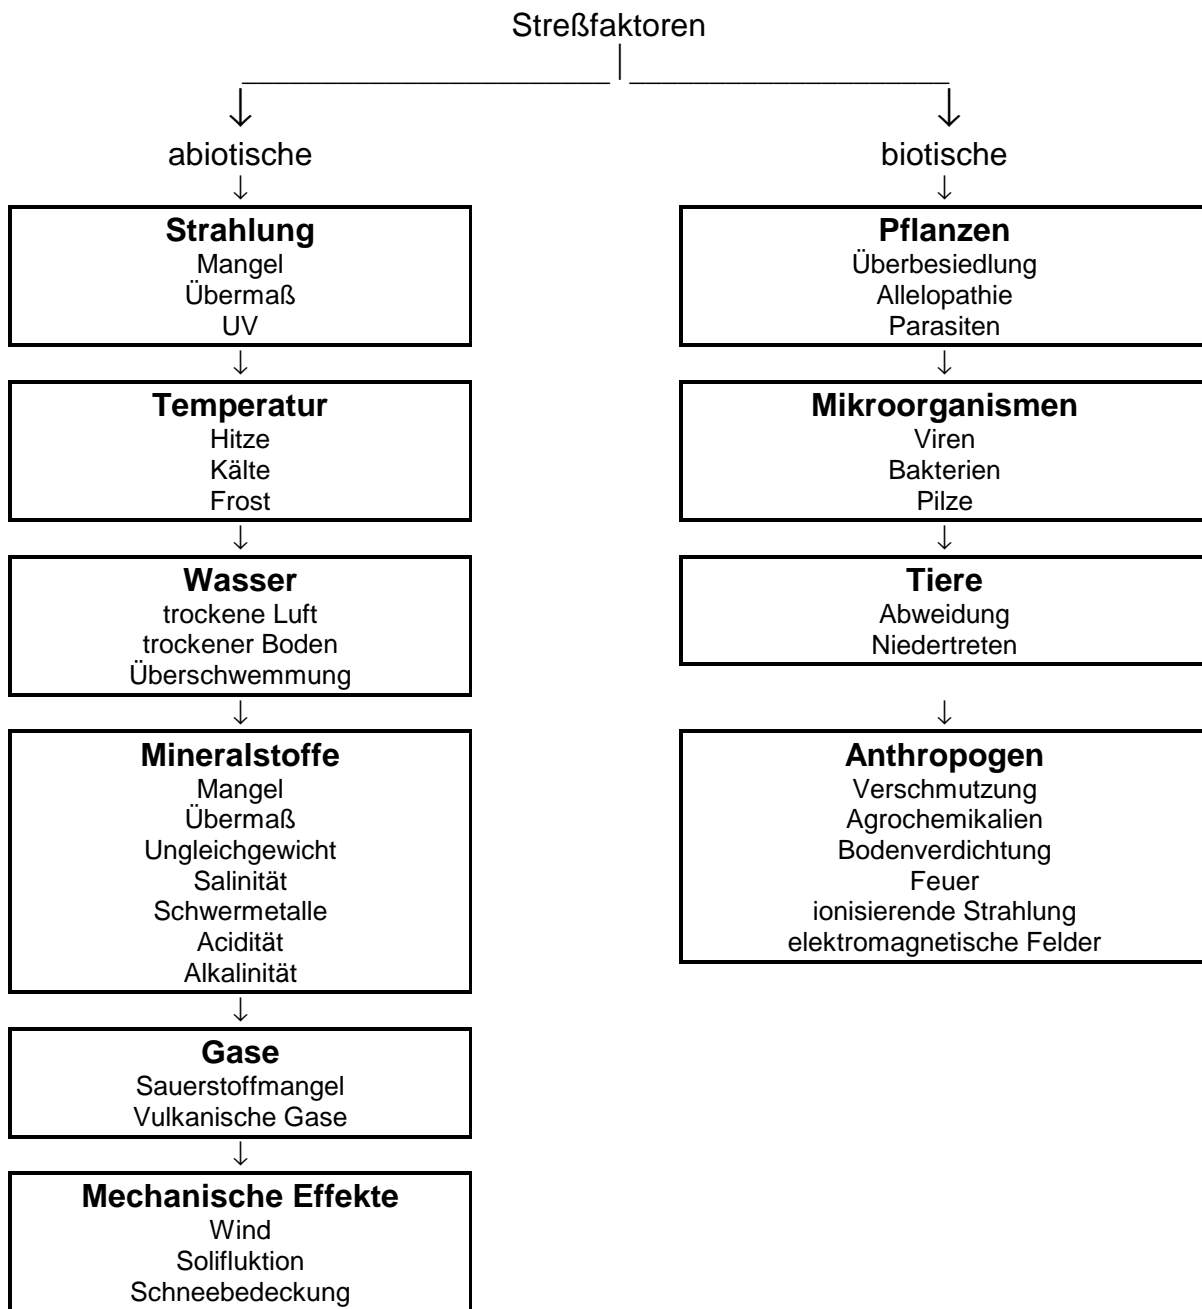 Streßfaktoren
abiotische
Strahlung
Mangel
Übermaß
UV
Temperatur
Hitze
Kälte
Frost
Wasser
trockene Luft
trockener Boden
Überschwemmung
Mineralstoffe
Mangel
Übermaß
Ungleichgewicht
Salinität
Schwermetalle
Acidität
Alkalinität
Gase
Sauerstoffmangel
Vulkanische Gase
Mechanische Effekte
Wind
Solifluktion
Schneebedeckung
biotische
Pflanzen
Überbesiedlung
Allelopathie
Parasiten
Mikroorganismen
Viren
Bakterien
Pilze
Tiere
Abweidung
Niedertreten
Anthropogen
Verschmutzung
Agrochemikalien
Bodenverdichtung
Feuer
ionisierende Strahlung
elektromagnetische Felder